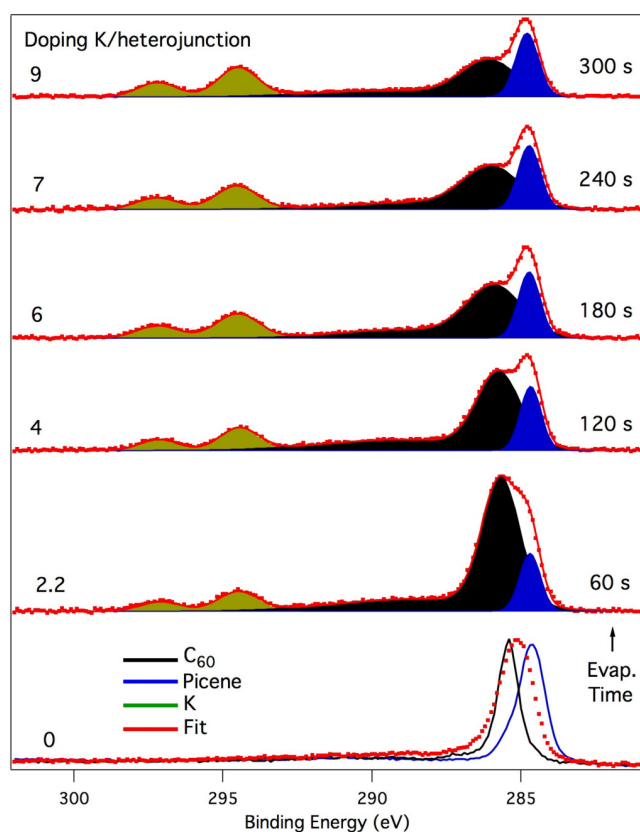 Doping K/heterojunction
9 300 s
7 240 s
6 180 s
4 120 s
2.2 60 s
C60
Picene
K
Fit
Evap.
Time
0
300 295 290 285
Binding Energy (eV)